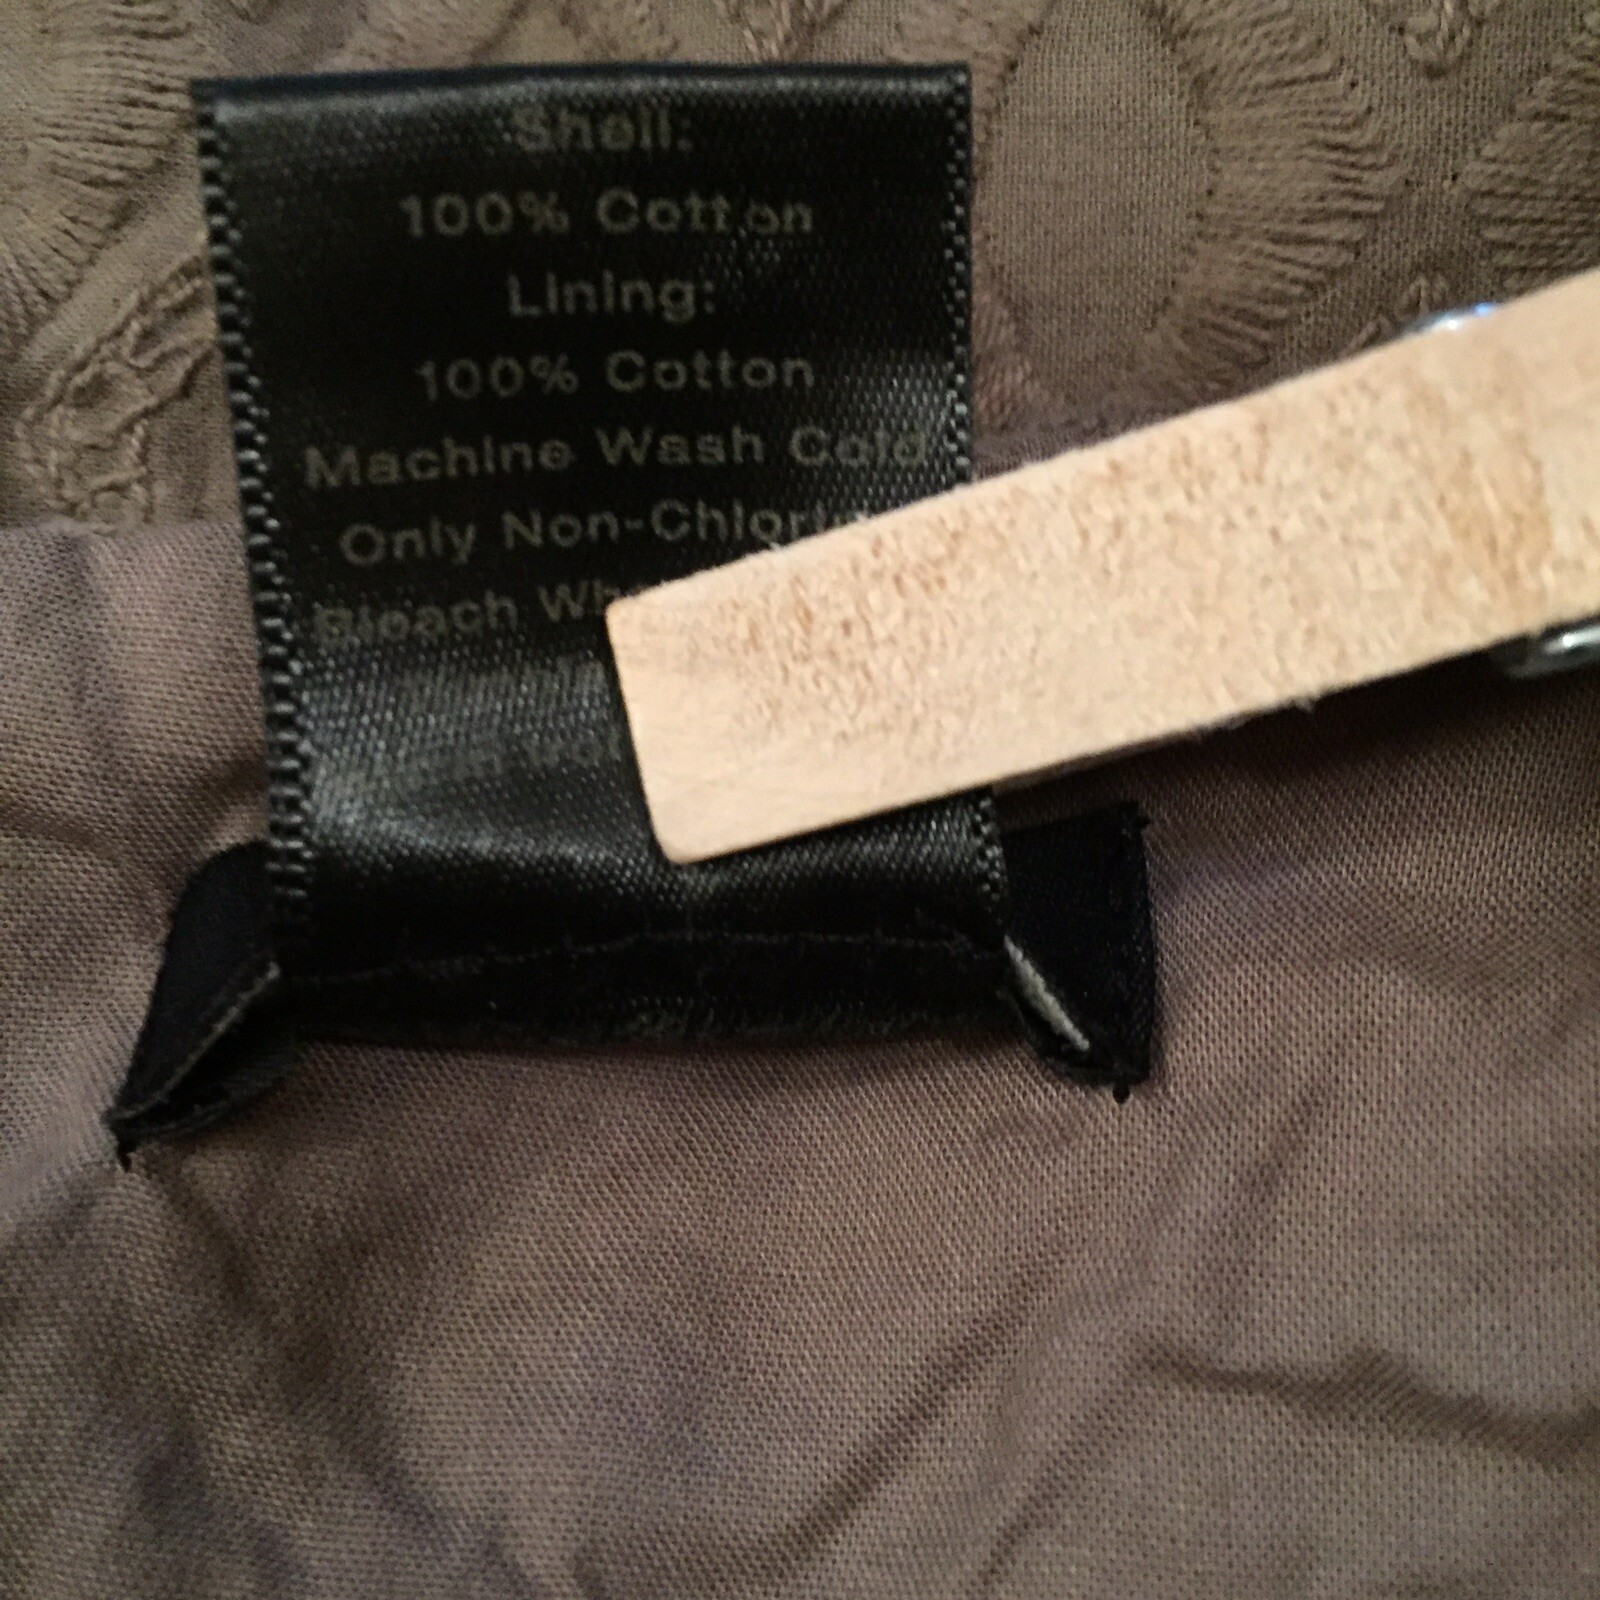 Shell:
100% Cotton
Lining:
100% Cotton
Machine Wash Cold
Only Non-Chlori
Bleach Wh